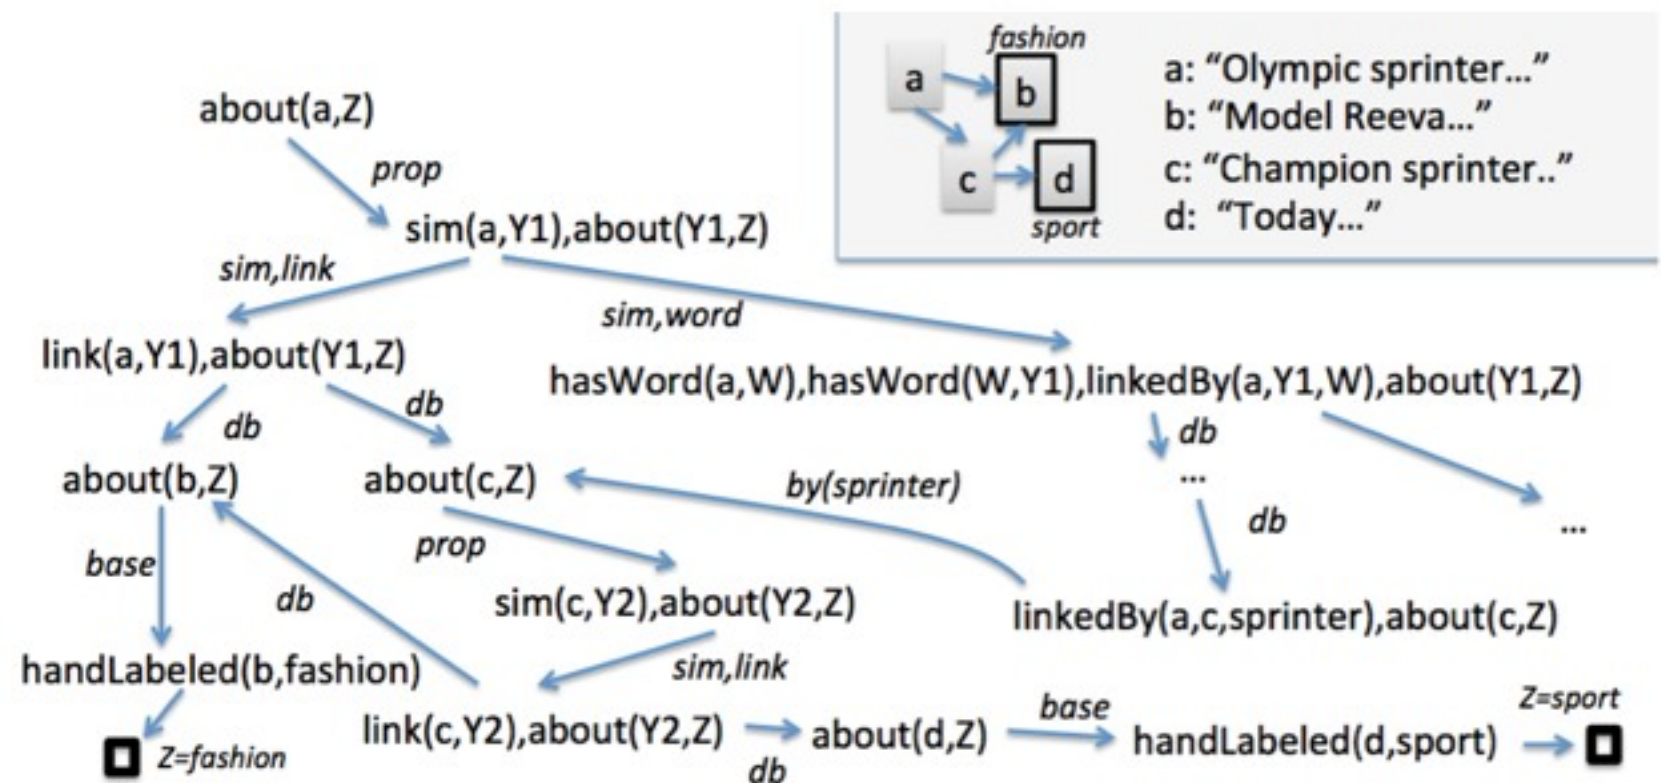 fashion
a
b
c
d
sport
a: “Olympic sprinter...”
b: “Model Reeva...”
c: “Champion sprinter..”
d: “Today...”
about(a,Z)
prop
sim(a,Y1),about(Y1,Z)
sim,link
sim,word
link(a,Y1),about(Y1,Z)
hasWord(a,W),hasWord(W,Y1),linkedBy(a,Y1,W),about(Y1,Z)
db
db
db
about(b,Z)
about(c,Z)
by(sprinter)
...
db
...
base
prop
db
sim(c,Y2),about(Y2,Z)
linkedBy(a,c,sprinter),about(c,Z)
handLabeled(b,fashion)
sim,link
Z=fashion
link(c,Y2),about(Y2,Z)
db
about(d,Z)
base
handLabeled(d,sport)
Z=sport